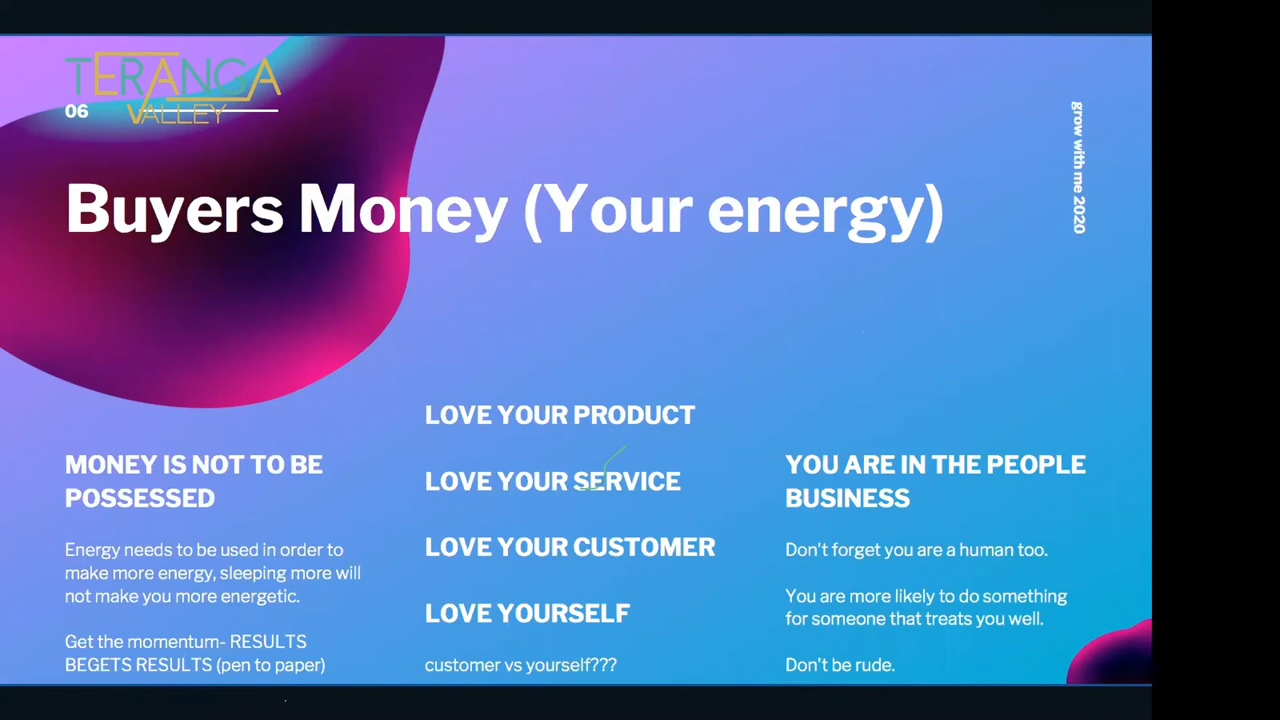 TERANGA
VALLEY
06
grow with me 2020
Buyers Money (Your energy)
MONEY IS NOT TO BE
POSSESSED
Energy needs to be used in order to
make more energy, sleeping more will
not make you more energetic.
Get the momentum- RESULTS
BEGETS RESULTS (pen to paper)
LOVE YOUR PRODUCT
LOVE YOUR SERVICE
LOVE YOUR CUSTOMER
LOVE YOURSELF
customer vs yourself???
YOU ARE IN THE PEOPLE
BUSINESS
Don't forget you are a human too.
You are more likely to do something
for someone that treats you well.
Don't be rude.